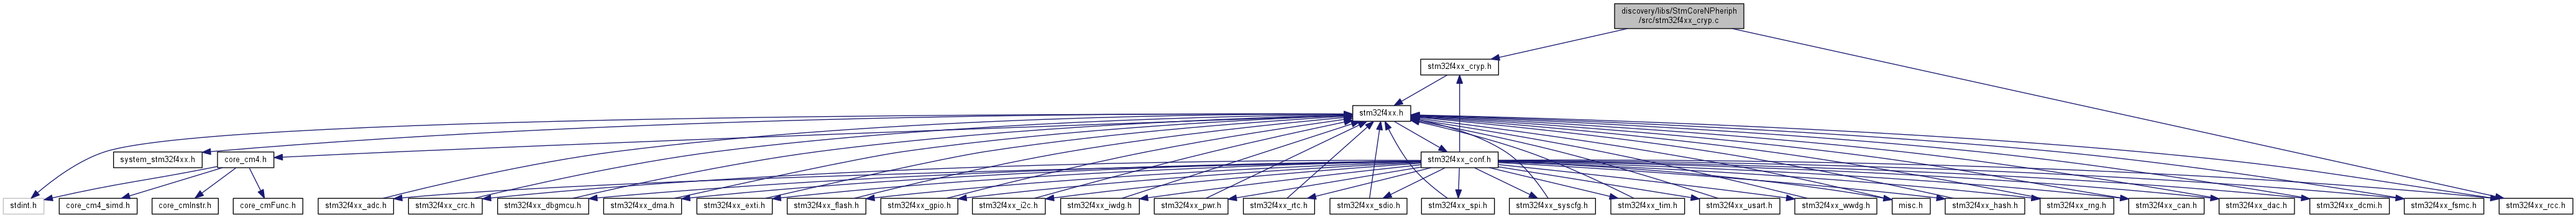 discovery/libs/StmCoreNPheriph
/src/stm32f4xx_cryp.c
stm32f4xx_cryp.h
stm32f4xx.h
system_stm32f4xx.h
core_cm4.h
stm32f4xx_conf.h
stdint.h
core_cm4_simd.h
core_cmInstr.h
core_cmFunc.h
stm32f4xx_adc.h
stm32f4xx_crc.h
stm32f4xx_dbgmcu.h
stm32f4xx_dma.h
stm32f4xx_exti.h
stm32f4xx_flash.h
stm32f4xx_gpio.h
stm32f4xx_i2c.h
stm32f4xx_iwdg.h
stm32f4xx_pwr.h
stm32f4xx_rtc.h
stm32f4xx_sdio.h
stm32f4xx_spi.h
stm32f4xx_syscfg.h
stm32f4xx_tim.h
stm32f4xx_usart.h
stm32f4xx_wwdg.h
misc.h
stm32f4xx_hash.h
stm32f4xx_rng.h
stm32f4xx_can.h
stm32f4xx_dac.h
stm32f4xx_dcmi.h
stm32f4xx_fsmc.h
stm32f4xx_rcc.h